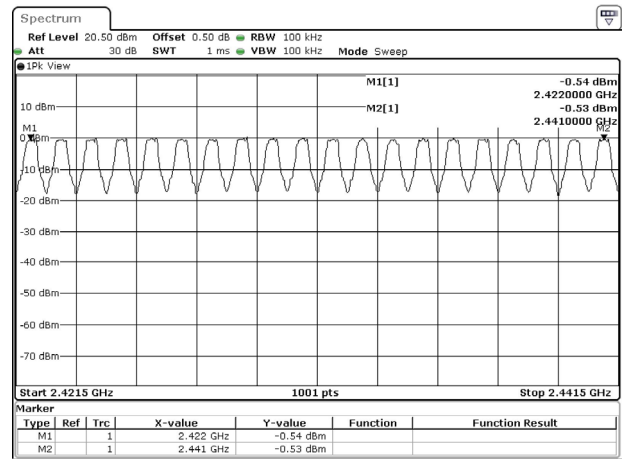 Spectrum
Ref Level 20.50 dBm Offset 0.50 dB RBW 100 kHz
Att 30 dB SWT 1 ms VBW 100 kHz Mode Sweep
1Pk View
M1[1] -0.54 dBm
2.4220000 GHz
10 dBm M2[1] -0.53 dBm
2.4410000 GHz
M1 M2
0 dBm
-10 dBm
-20 dBm
-30 dBm
-40 dBm
-50 dBm
-60 dBm
-70 dBm
Start 2.4215 GHz 1001 pts Stop 2.4415 GHz
Marker
Type Ref Trc X-value Y-value Function Function Result
M1 1 2.422 GHz -0.54 dBm
M2 1 2.441 GHz -0.53 dBm